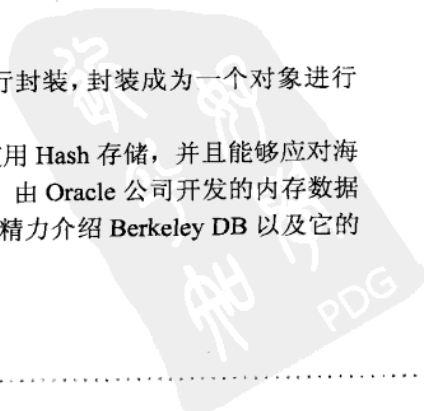 行封装，封装成为一个对象进行
用 Hash 存储，并且能够应对海
由 Oracle 公司开发的内存数据
精力介绍 Berkeley DB 以及它的
PDG